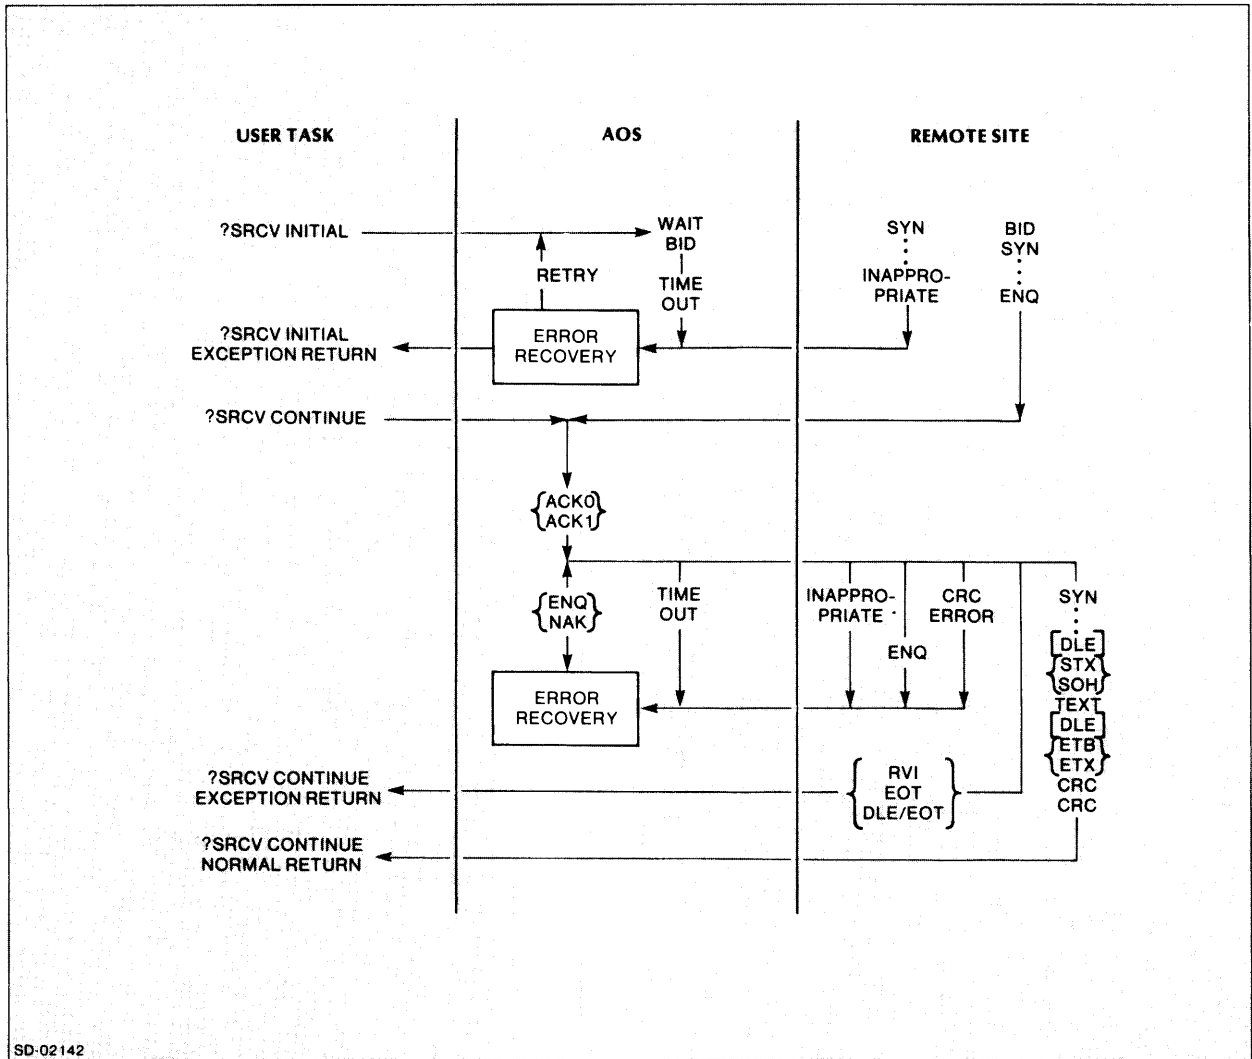 USER TASK
AOS
REMOTE SITE
?SRCV INITIAL
WAIT
BID
SYN
INAPPRO-
PRIATE
BID
SYN
ENQ
RETRY
TIME
OUT
?SRCV INITIAL
EXCEPTION RETURN
ERROR
RECOVERY
?SRCV CONTINUE
{ACK0}
{ACK1}
{ENQ}
{NAK}
TIME
OUT
INAPPRO-
PRIATE
ENQ
CRC
ERROR
SYN
[DLE]
{STX}
{SOH}
TEXT
[DLE]
{ETB}
{ETX}
CRC
CRC
ERROR
RECOVERY
?SRCV CONTINUE
EXCEPTION RETURN
RVI
EOT
DLE/EOT
?SRCV CONTINUE
NORMAL RETURN
SD-02142